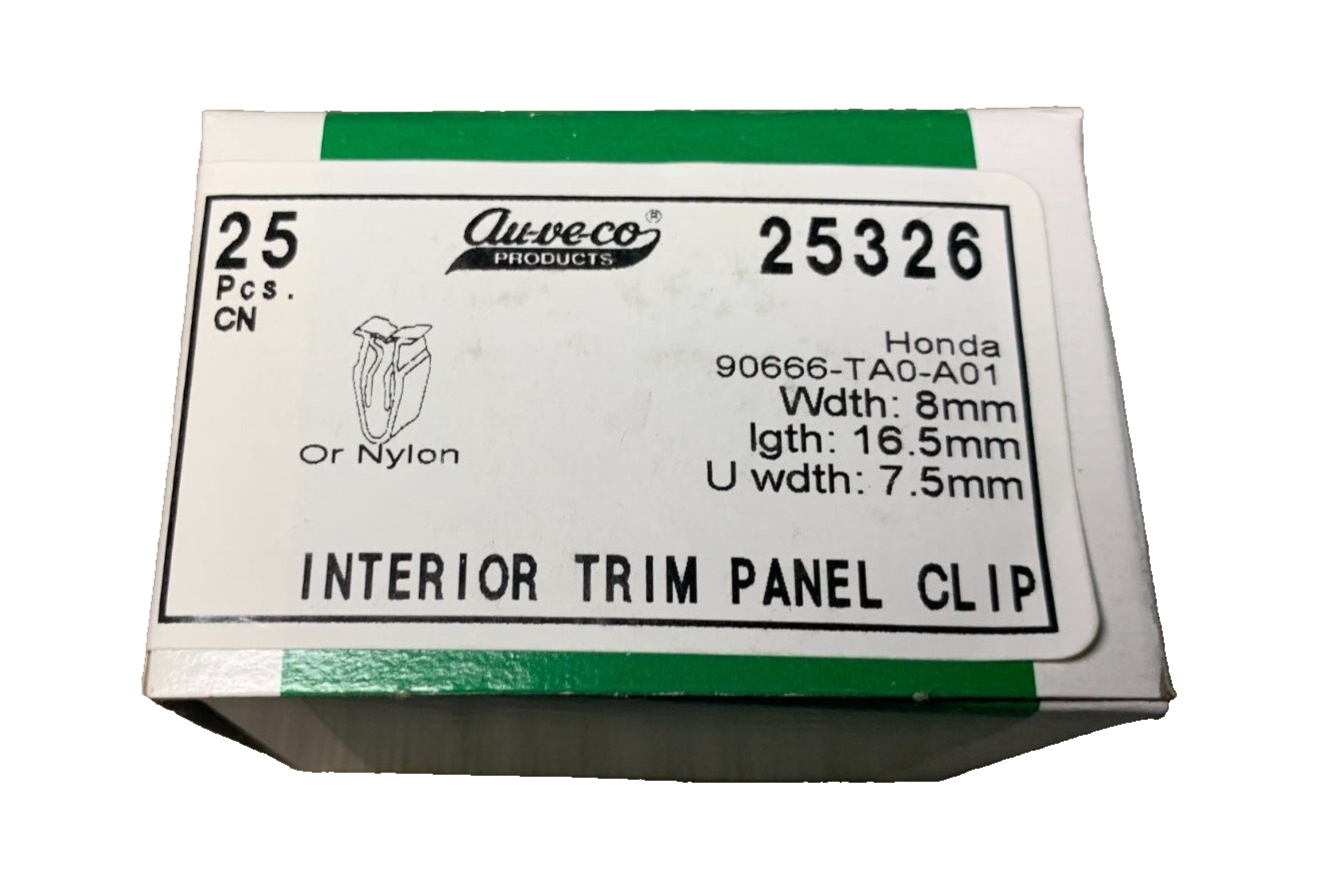 25
Pcs.
CN
au-ve-co®
PRODUCTS
25326
Honda
90666-TA0-A01
Wdth: 8mm
lgth: 16.5mm
U wdth: 7.5mm
Or Nylon
INTERIOR TRIM PANEL CLIP